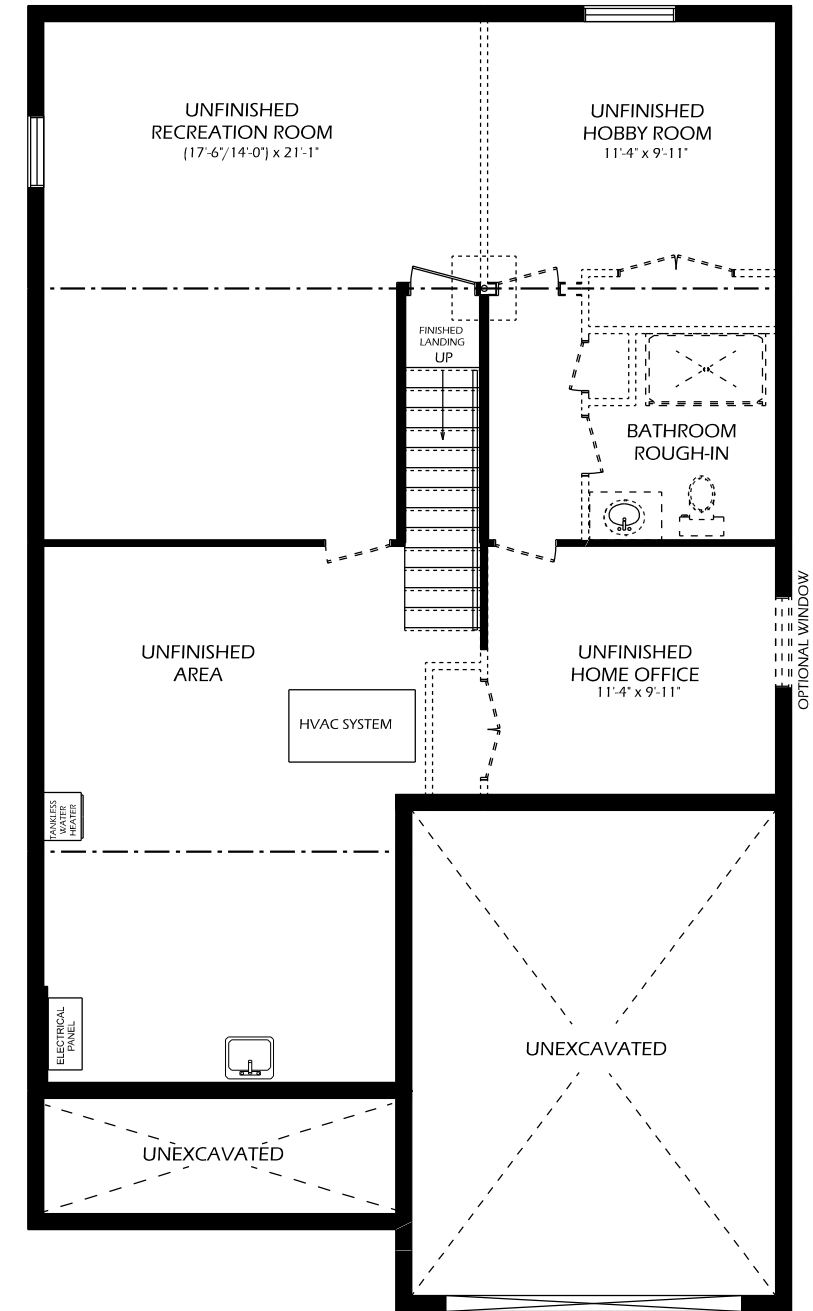 UNFINISHED
RECREATION ROOM
(17'-6"/14'-0") x 21'-1"
UNFINISHED
HOBBY ROOM
11'-4" x 9'-11"
FINISHED
LANDING
UP
BATHROOM
ROUGH-IN
UNFINISHED
AREA
UNFINISHED
HOME OFFICE
11'-4" x 9'-11"
OPTIONAL WINDOW
HVAC SYSTEM
TANKLESS
WATER
HEATER
ELECTRICAL
PANEL
UNEXCAVATED
UNEXCAVATED